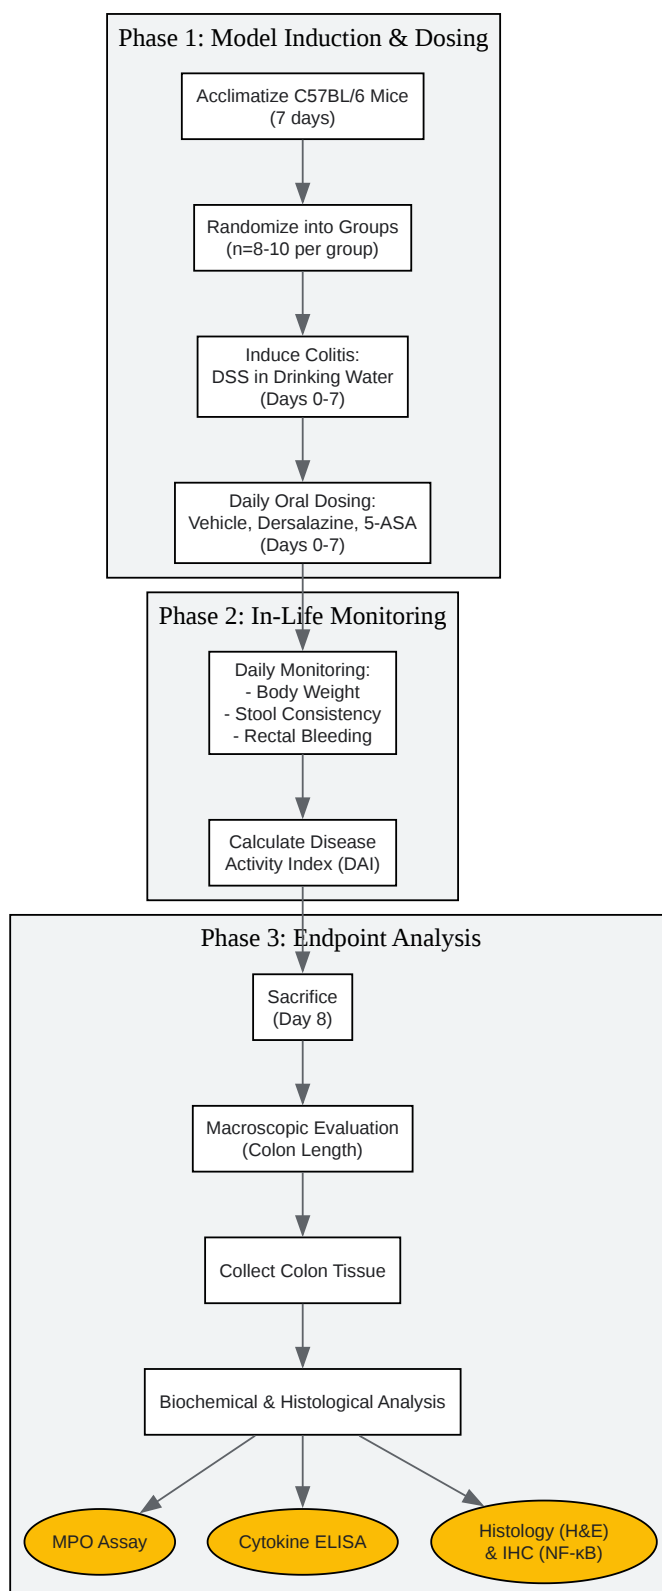 Phase 1: Model Induction & Dosing
Acclimatize C57BL/6 Mice
(7 days)
Randomize into Groups
(n=8-10 per group)
Induce Colitis:
DSS in Drinking Water
(Days 0-7)
Daily Oral Dosing:
Vehicle, Dersalazine, 5-ASA
(Days 0-7)
Phase 2: In-Life Monitoring
Daily Monitoring:
- Body Weight
- Stool Consistency
- Rectal Bleeding
Calculate Disease
Activity Index (DAI)
Phase 3: Endpoint Analysis
Sacrifice
(Day 8)
Macroscopic Evaluation
(Colon Length)
Collect Colon Tissue
Biochemical & Histological Analysis
MPO Assay
Cytokine ELISA
Histology (H&E)
& IHC (NF-κB)